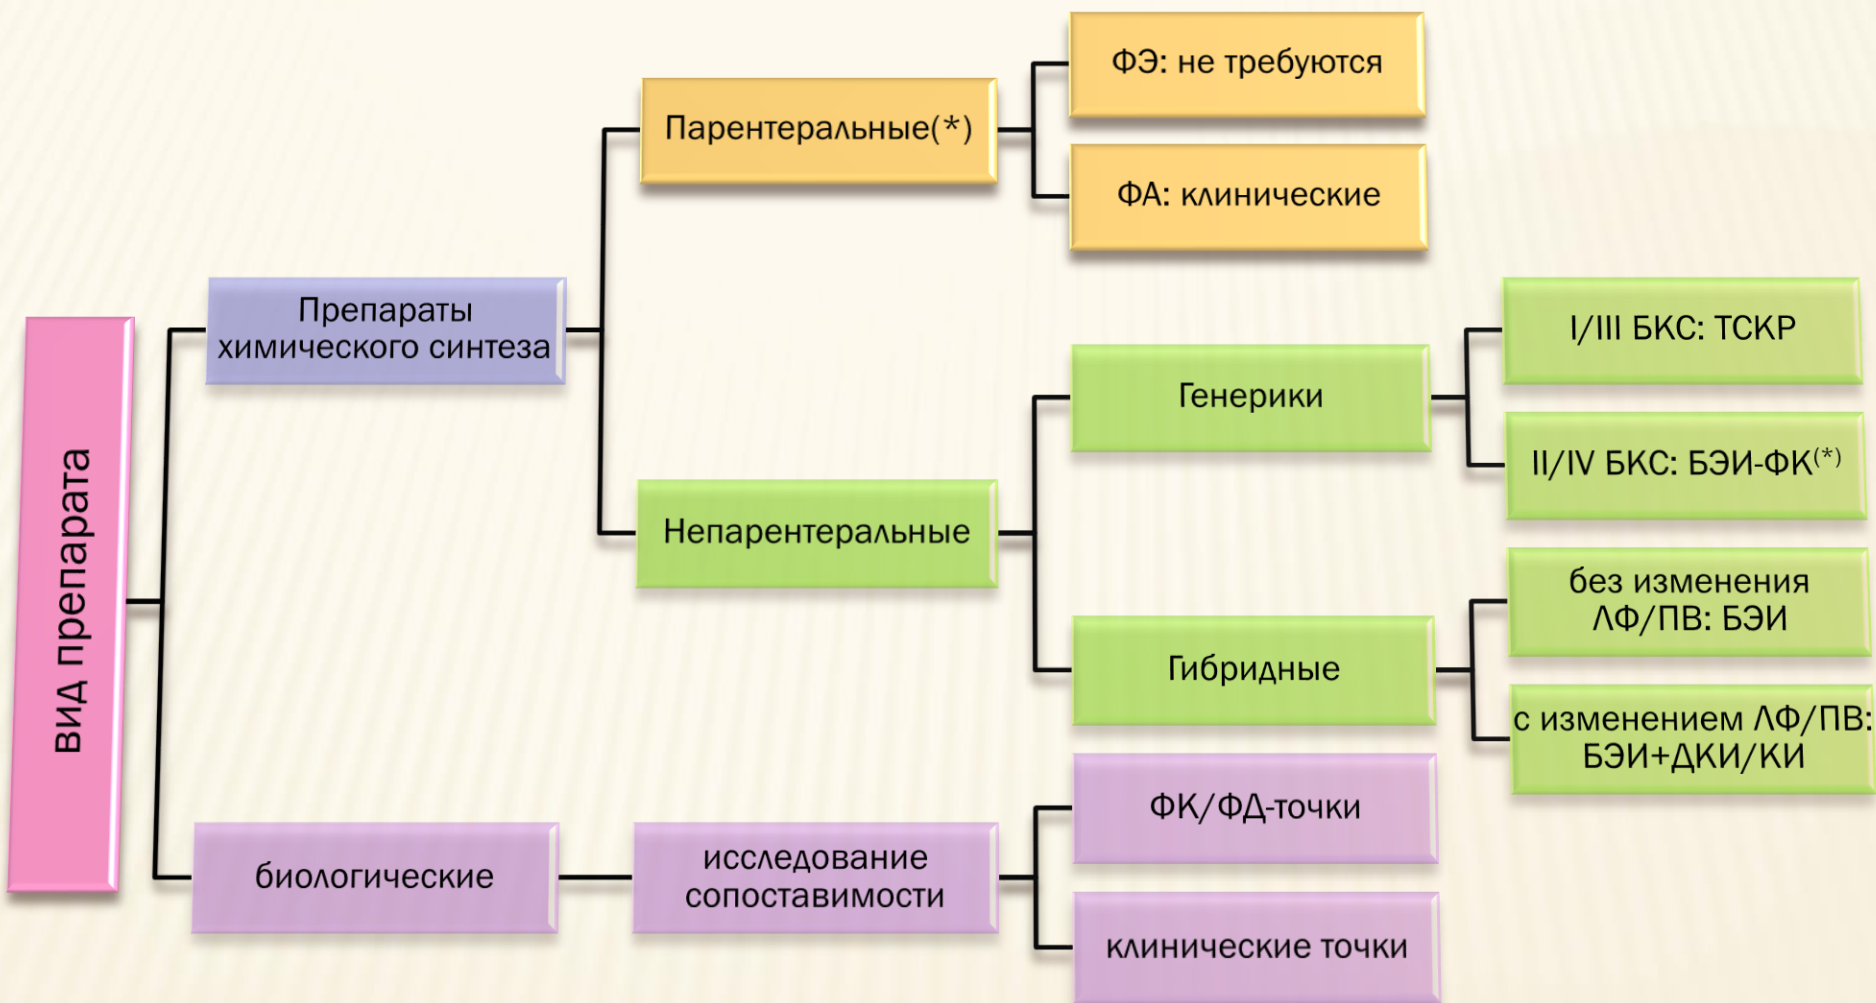 вид препарата
Препараты
химического синтеза
Парентеральные(*)
ФЭ: не требуются
ФА: клинические
Непарентеральные
Генерики
I/III БКС: ТСКР
II/IV БКС: БЭИ-ФК(*)
Гибридные
без изменения
ЛФ/ПВ: БЭИ
с изменением ЛФ/ПВ:
БЭИ+ДКИ/КИ
биологические
исследование
сопоставимости
ФК/ФД-точки
клинические точки